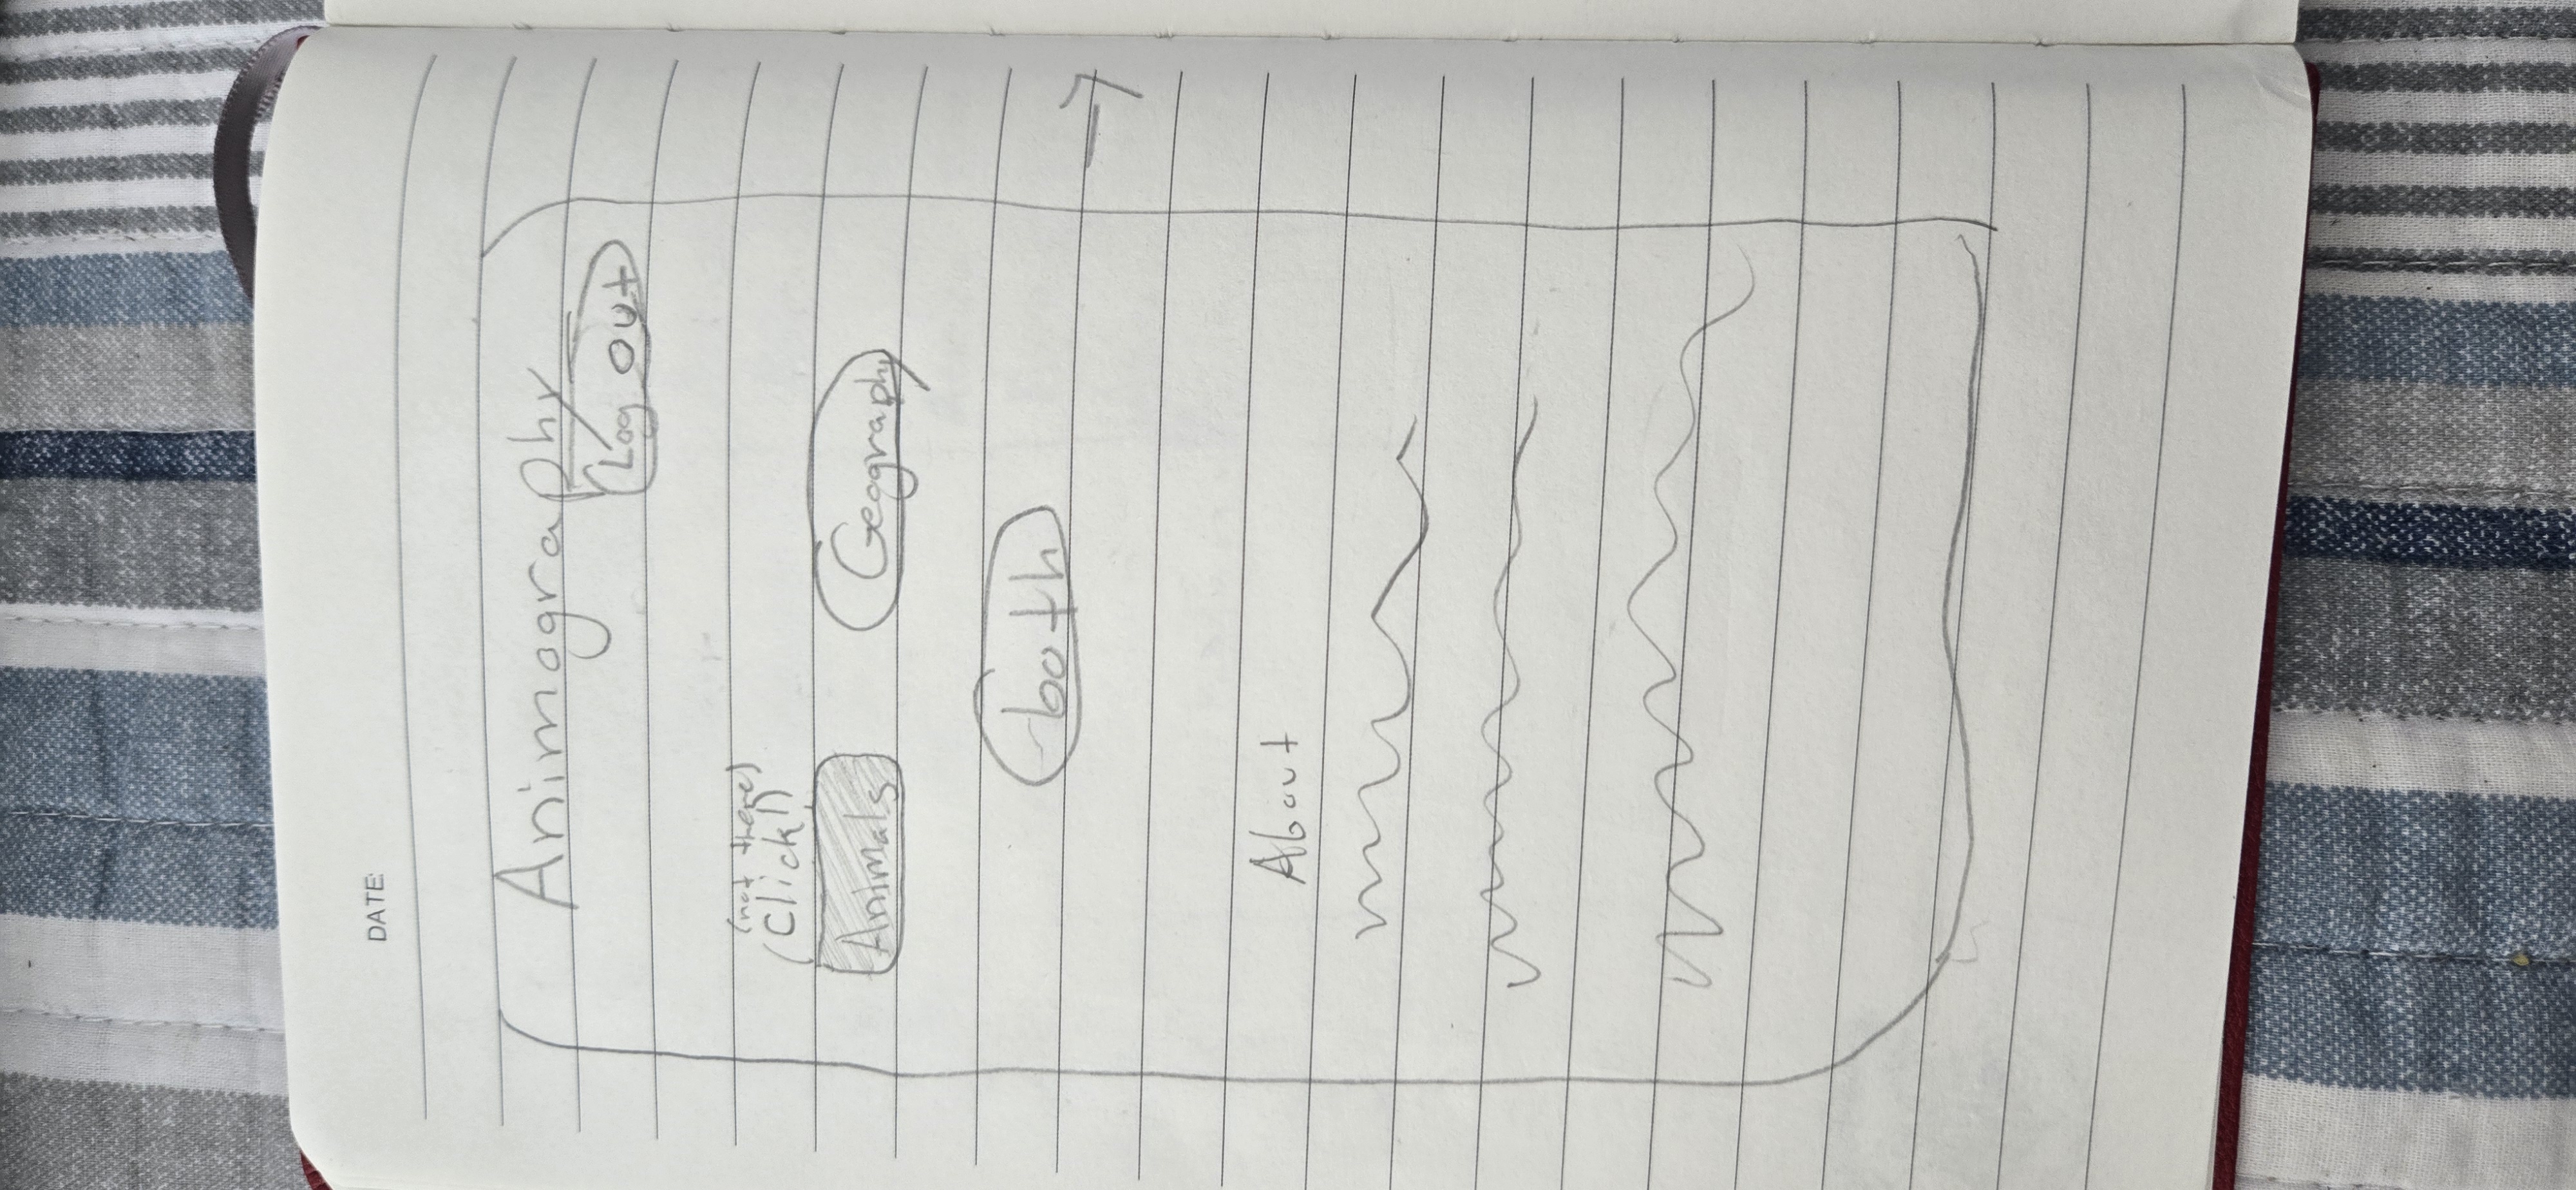 DATE
Animography
Log out
(not there)
(Click!)
Animals
Geography
both
About